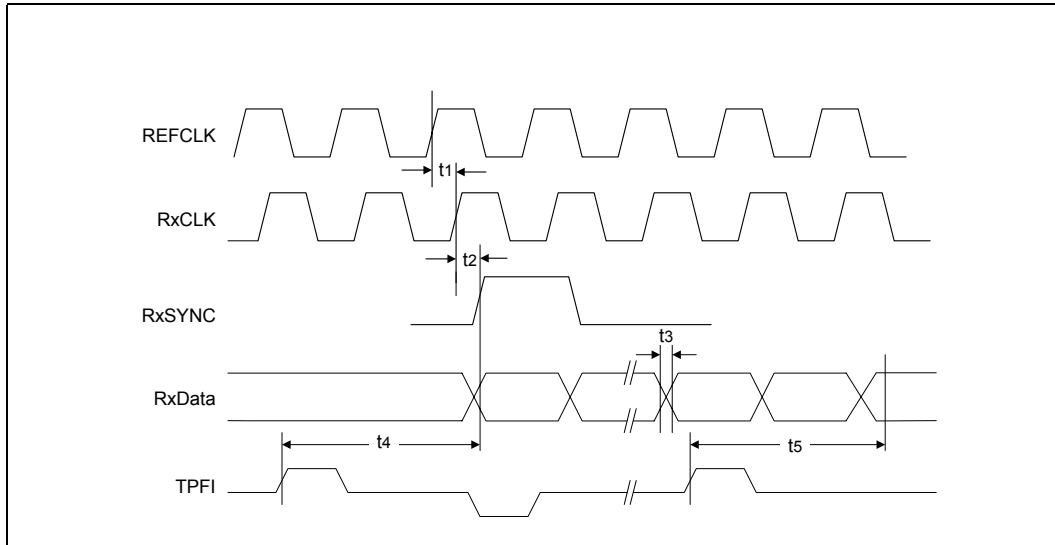 REFCLK
t1
RxCLK
t2
RxSYNC
t3
RxData
t4
t5
TPFI